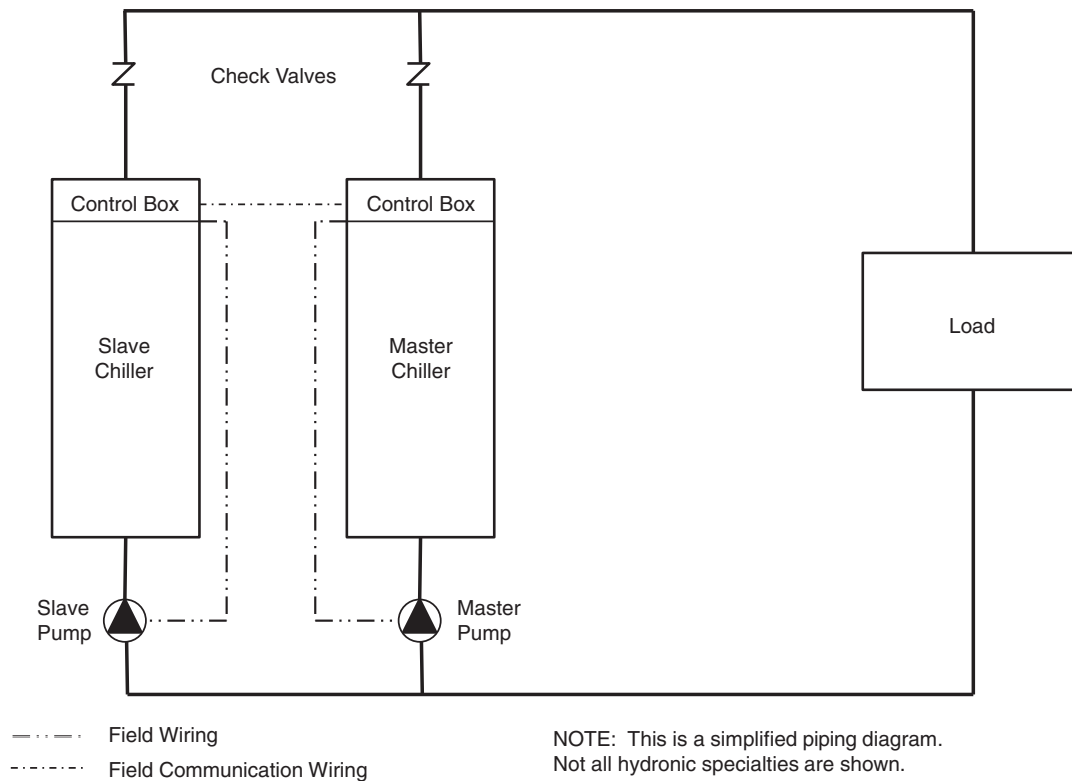 Check Valves
Control Box
Control Box
Slave
Chiller
Master
Chiller
Load
Slave
Pump
Master
Pump
Field Wiring
Field Communication Wiring
NOTE: This is a simplified piping diagram.
Not all hydronic specialties are shown.